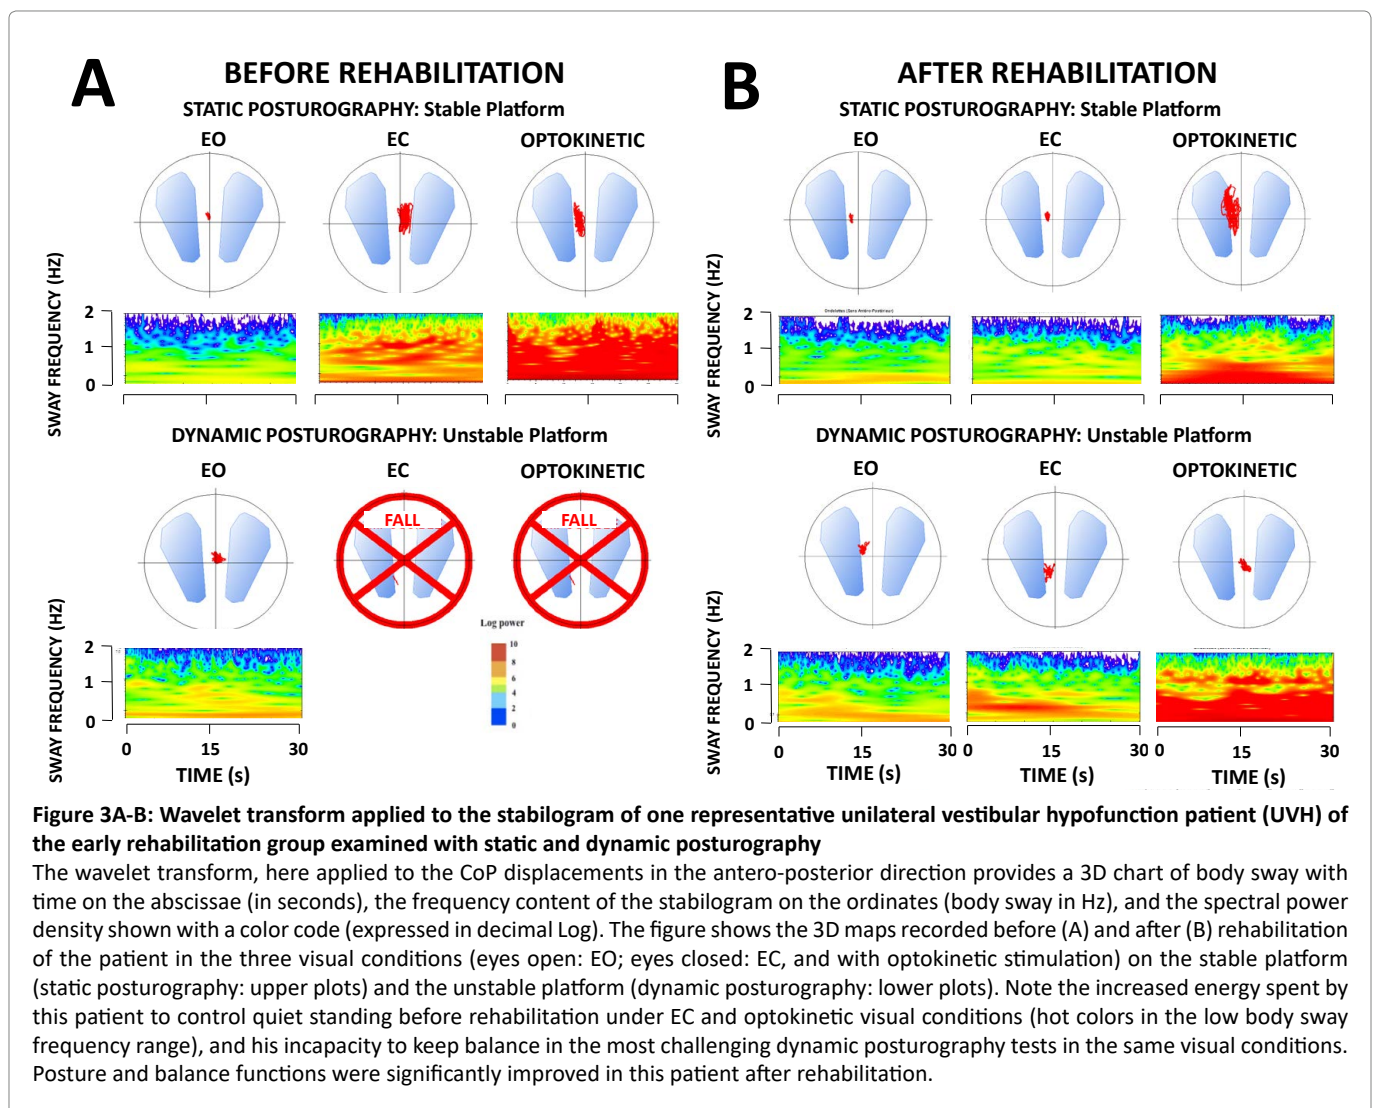 A
BEFORE REHABILITATION
STATIC POSTUROGRAPHY: Stable Platform
EO
EC
OPTOKINETIC
SWAY FREQUENCY (HZ)
2
1
0
DYNAMIC POSTUROGRAPHY: Unstable Platform
EO
EC
OPTOKINETIC
FALL
FALL
SWAY FREQUENCY (HZ)
2
1
0
0
15
30
TIME (s)
Log power
10
8
6
4
2
0
B
AFTER REHABILITATION
STATIC POSTUROGRAPHY: Stable Platform
EO
EC
OPTOKINETIC
SWAY FREQUENCY (HZ)
2
1
0
DYNAMIC POSTUROGRAPHY: Unstable Platform
EO
EC
OPTOKINETIC
SWAY FREQUENCY (HZ)
2
1
0
0 15 30
0 15 30
0 15 30
TIME (s)
TIME (s)
TIME (s)
Figure 3A-B: Wavelet transform applied to the stabilogram of one representative unilateral vestibular hypofunction patient (UVH) of
the early rehabilitation group examined with static and dynamic posturography
The wavelet transform, here applied to the CoP displacements in the antero-posterior direction provides a 3D chart of body sway with
time on the abscissae (in seconds), the frequency content of the stabilogram on the ordinates (body sway in Hz), and the spectral power
density shown with a color code (expressed in decimal Log). The figure shows the 3D maps recorded before (A) and after (B) rehabilitation
of the patient in the three visual conditions (eyes open: EO; eyes closed: EC, and with optokinetic stimulation) on the stable platform
(static posturography: upper plots) and the unstable platform (dynamic posturography: lower plots). Note the increased energy spent by
this patient to control quiet standing before rehabilitation under EC and optokinetic visual conditions (hot colors in the low body sway
frequency range), and his incapacity to keep balance in the most challenging dynamic posturography tests in the same visual conditions.
Posture and balance functions were significantly improved in this patient after rehabilitation.